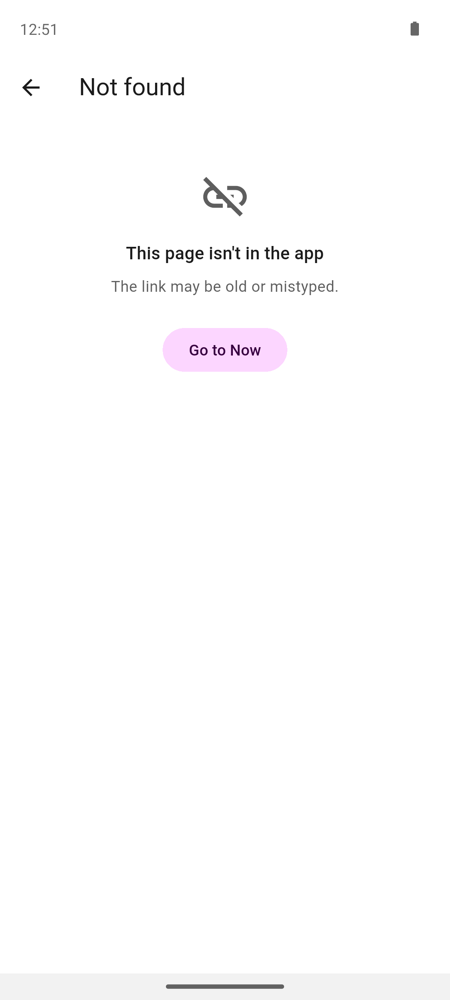 12:51
Not found
This page isn't in the app
The link may be old or mistyped.
Go to Now